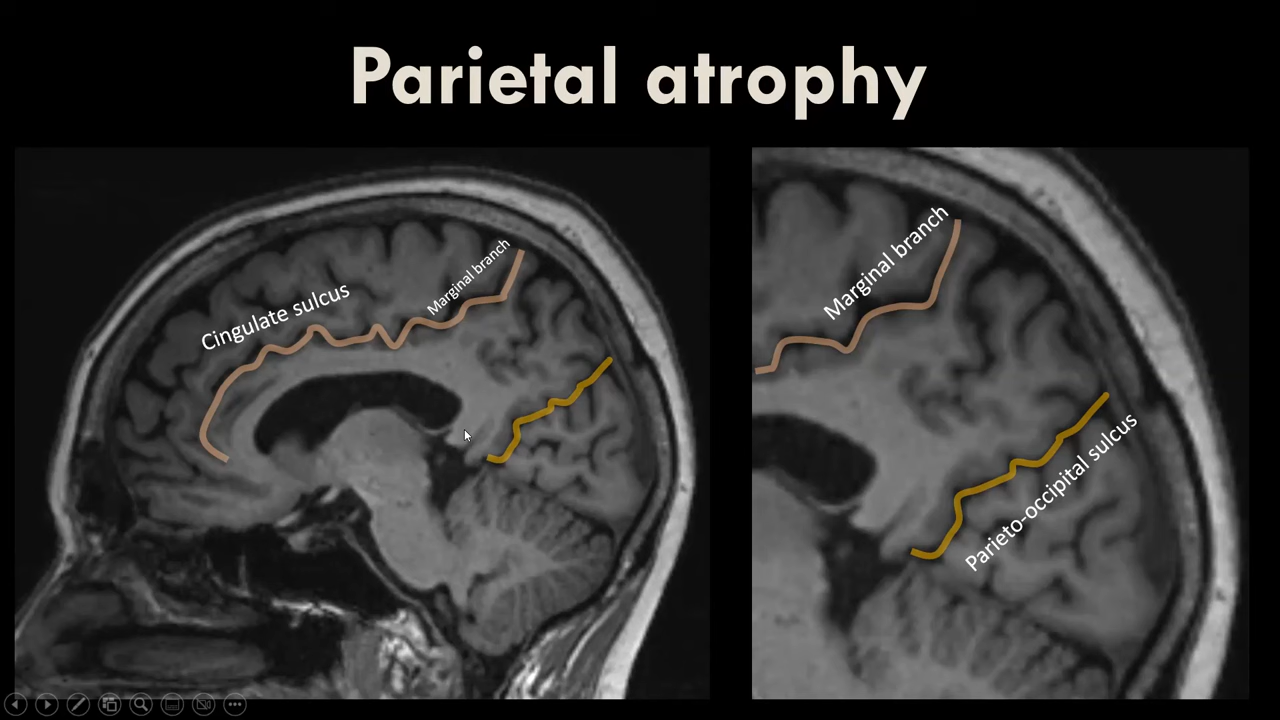 Parietal atrophy
Cingulate sulcus
Marginal branch
Marginal branch
Parieto-occipital sulcus